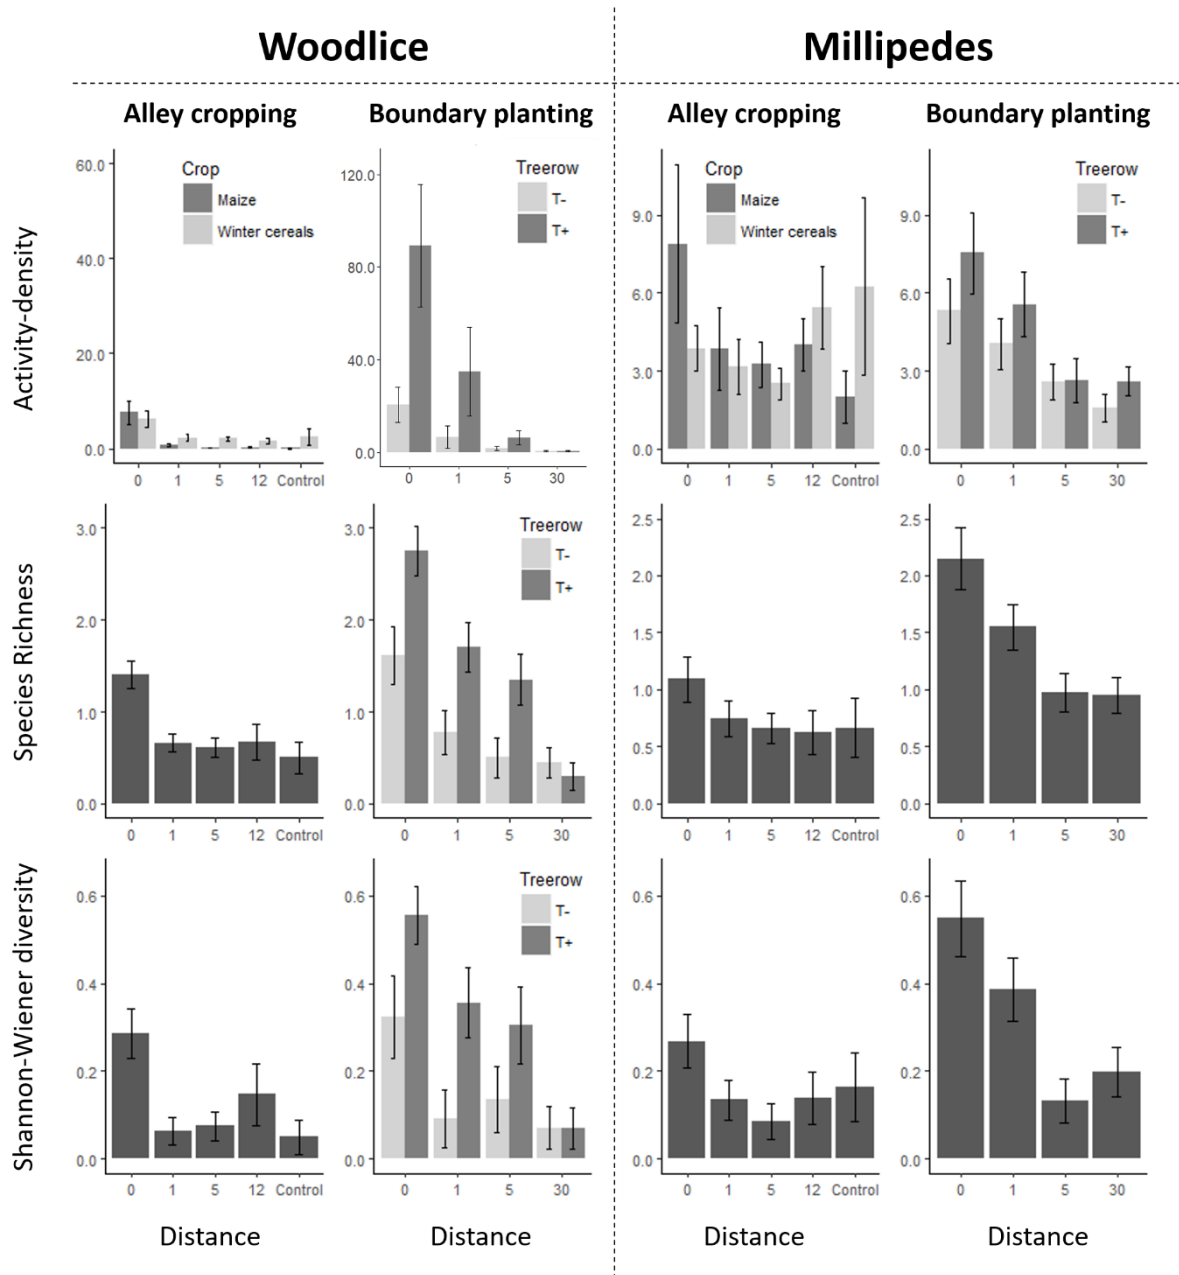 Woodlice
Millipedes
Alley cropping
Boundary planting
Alley cropping
Boundary planting
Activity-density
60.0
40.0
20.0
0.0
Crop
Maize
Winter cereals
0 1 5 12 Control
120.0
80.0
40.0
0.0
Treerow
T-
T+
0 1 5 30
9.0
6.0
3.0
0.0
Crop
Maize
Winter cereals
0 1 5 12 Control
9.0
6.0
3.0
0.0
Treerow
T-
T+
0 1 5 30
Species Richness
3.0
2.0
1.0
0.0
0 1 5 12 Control
3.0
2.0
1.0
0.0
Treerow
T-
T+
0 1 5 30
2.5
2.0
1.5
1.0
0.5
0.0
0 1 5 12 Control
2.5
2.0
1.5
1.0
0.5
0.0
0 1 5 30
Shannon-Wiener diversity
0.6
0.4
0.2
0.0
0 1 5 12 Control
0.6
0.4
0.2
0.0
Treerow
T-
T+
0 1 5 30
0.6
0.4
0.2
0.0
0 1 5 12 Control
0.6
0.4
0.2
0.0
0 1 5 30
Distance
Distance
Distance
Distance